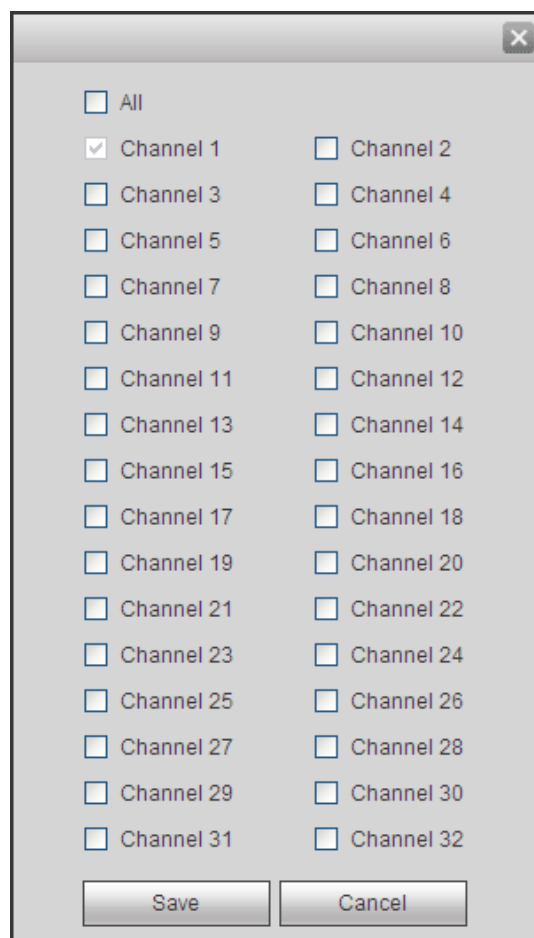 All
Channel 1 Channel 2
Channel 3 Channel 4
Channel 5 Channel 6
Channel 7 Channel 8
Channel 9 Channel 10
Channel 11 Channel 12
Channel 13 Channel 14
Channel 15 Channel 16
Channel 17 Channel 18
Channel 19 Channel 20
Channel 21 Channel 22
Channel 23 Channel 24
Channel 25 Channel 26
Channel 27 Channel 28
Channel 29 Channel 30
Channel 31 Channel 32
Save Cancel